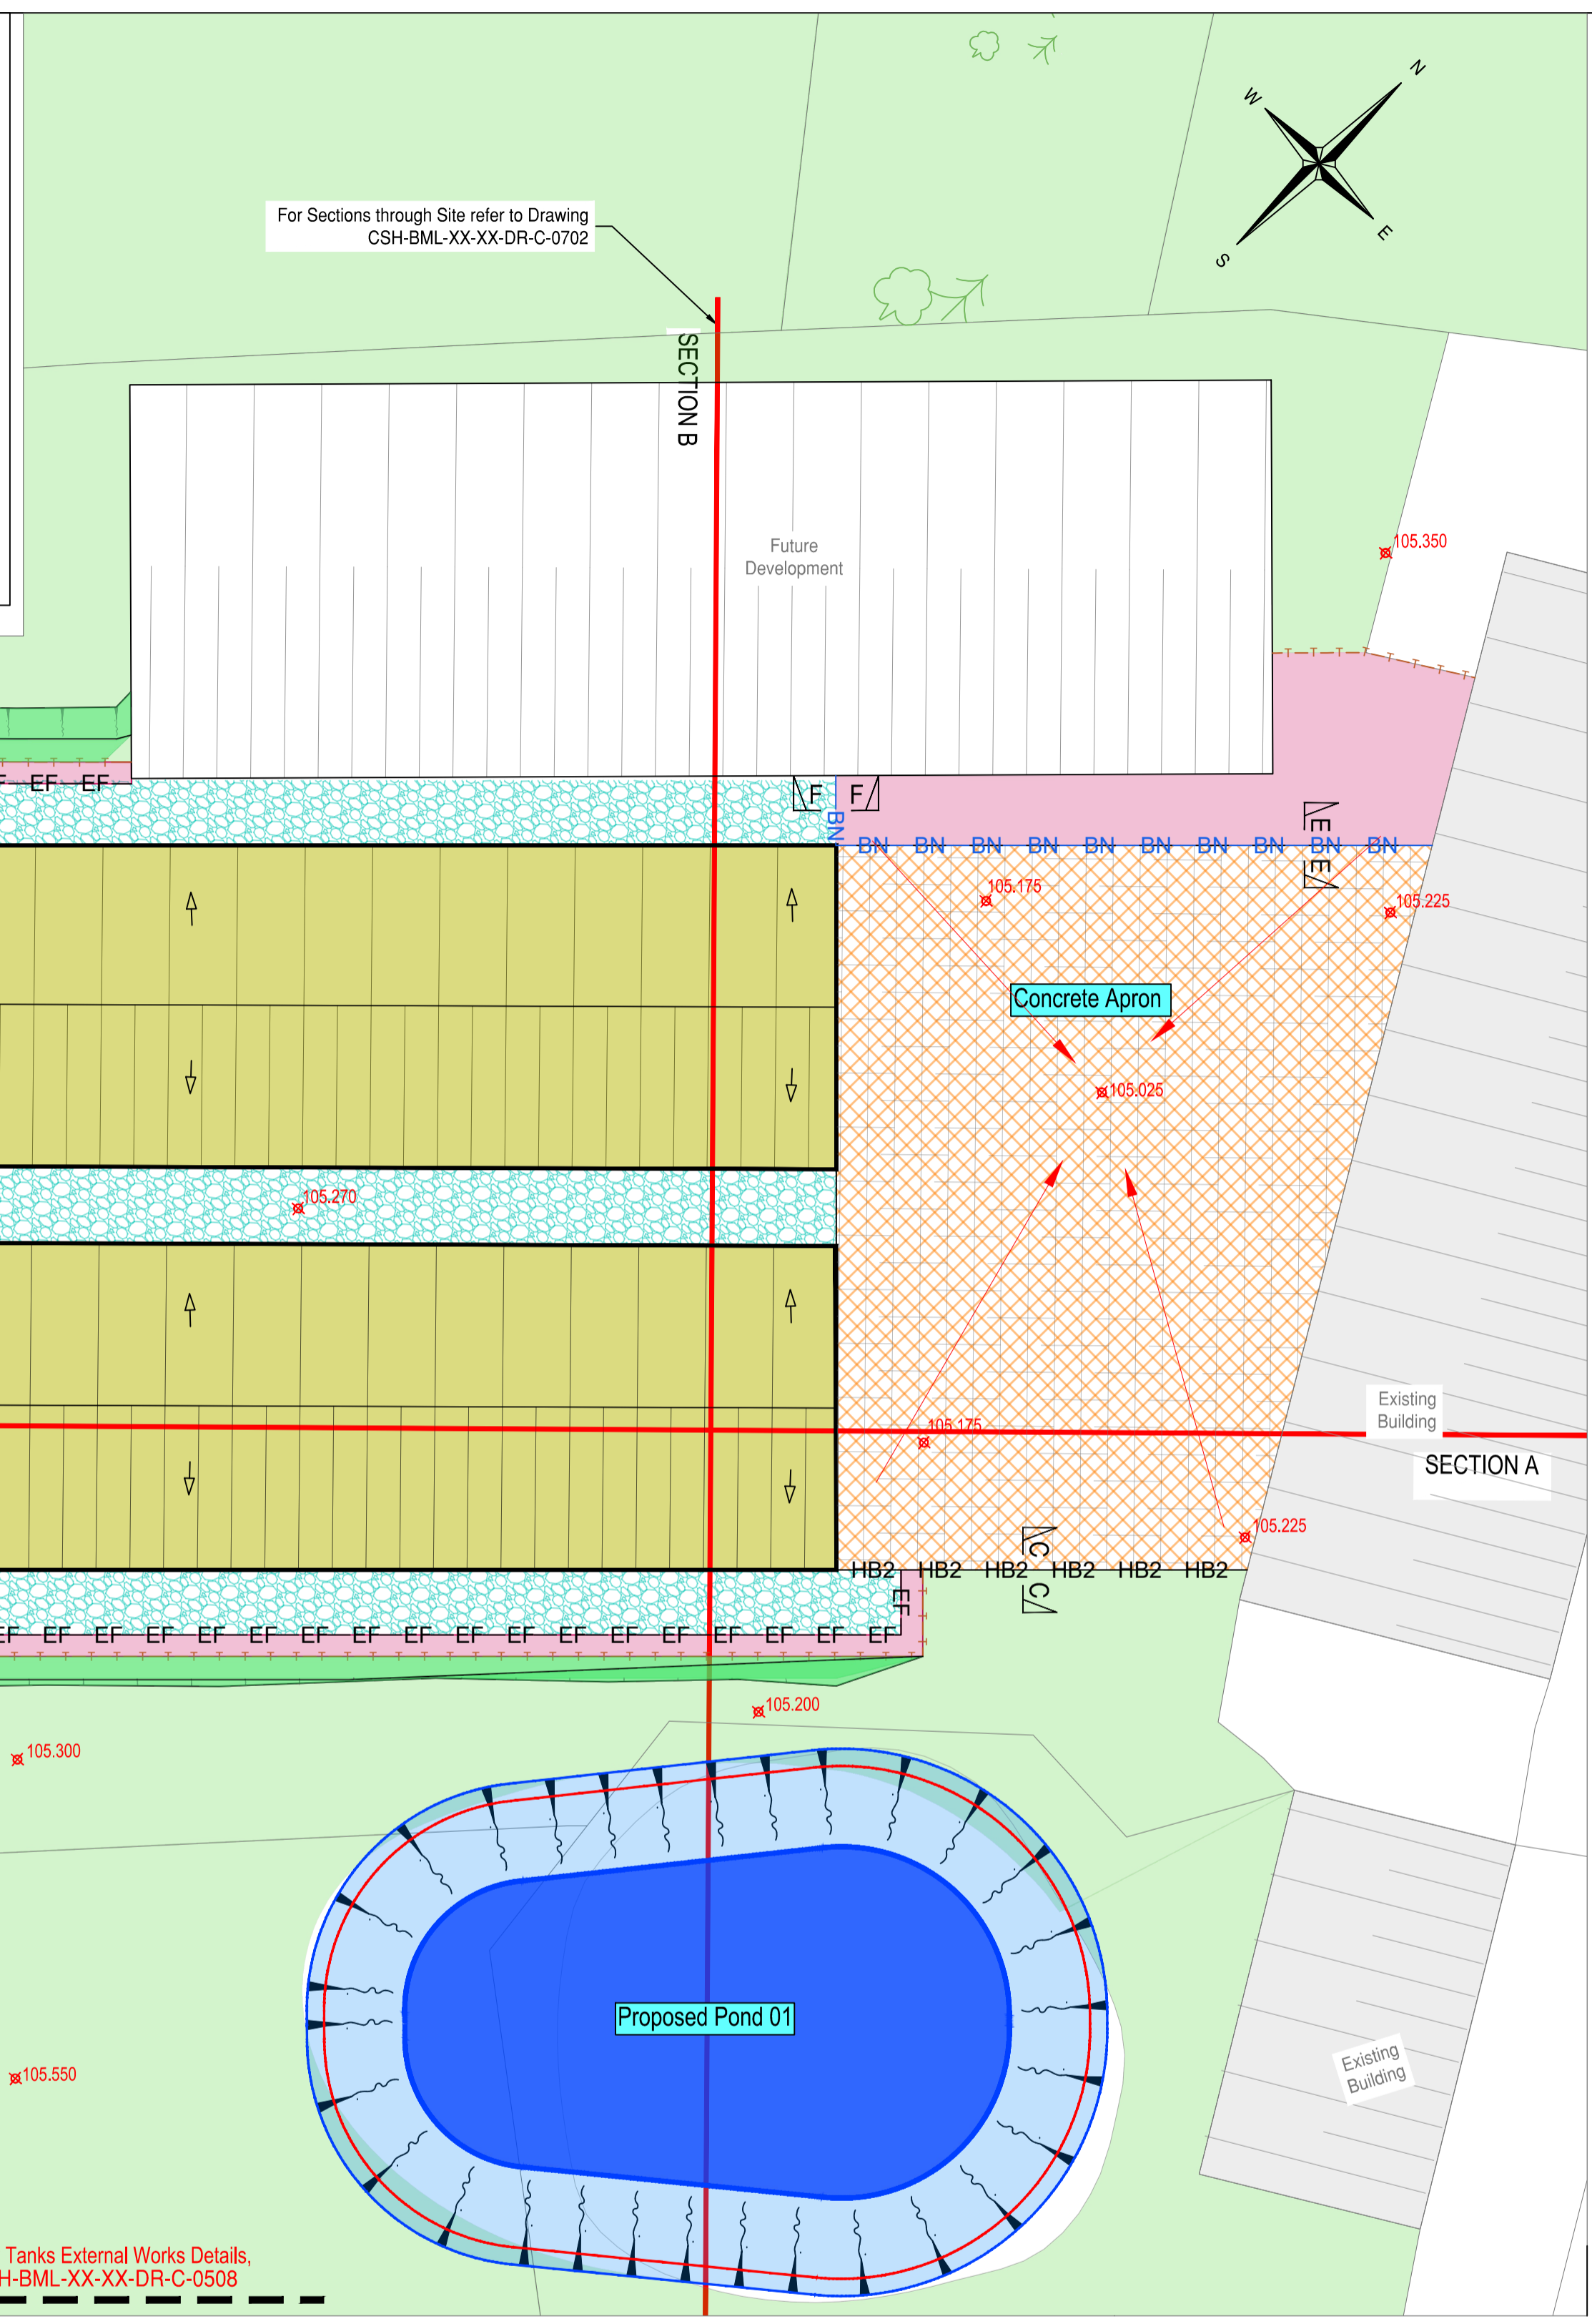 N
W
E
S
For Sections through Site refer to Drawing
CSH-BML-XX-XX-DR-C-0702
SECTION B
Future
Development
105.350
EF EF
F F
BN
BN BN BN BN BN BN BN BN BN BN
E
E
105.175
105.225
Concrete Apron
105.025
105.270
Existing
Building
105.175
SECTION A
105.225
C
HB2 HB2 HB2 HB2 HB2 HB2
C
EF
EF EF EF EF EF EF EF EF EF EF EF EF EF EF EF EF EF EF
105.200
105.300
Proposed Pond 01
Existing
Building
105.550
Tanks External Works Details,
H-BML-XX-XX-DR-C-0508